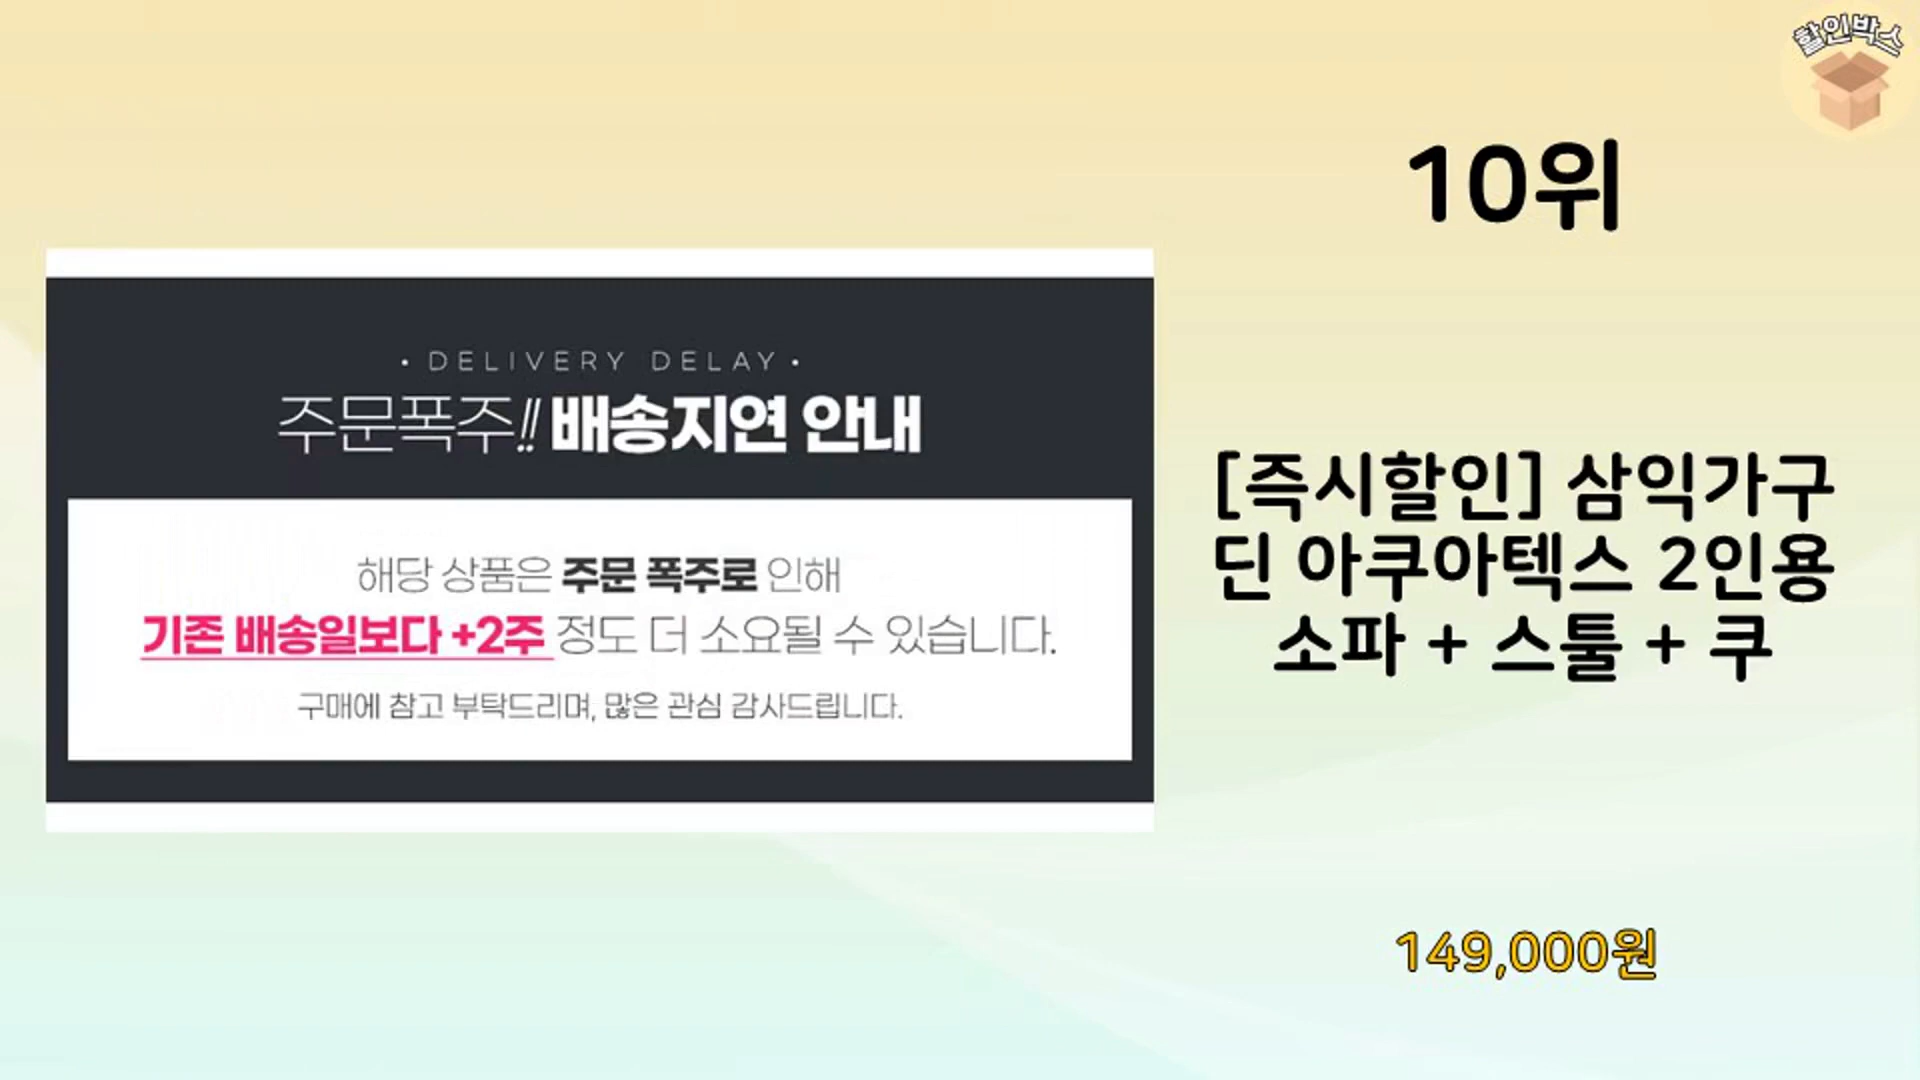 할인박스
10위
• DELIVERY DELAY •
주문폭주!! 배송지연 안내
해당 상품은 주문 폭주로 인해
기존 배송일보다 +2주 정도 더 소요될 수 있습니다.
구매에 참고 부탁드리며, 많은 관심 감사드립니다.
[즉시할인] 삼익가구
딘 아쿠아텍스 2인용
소파 + 스툴 + 쿠
149,000원